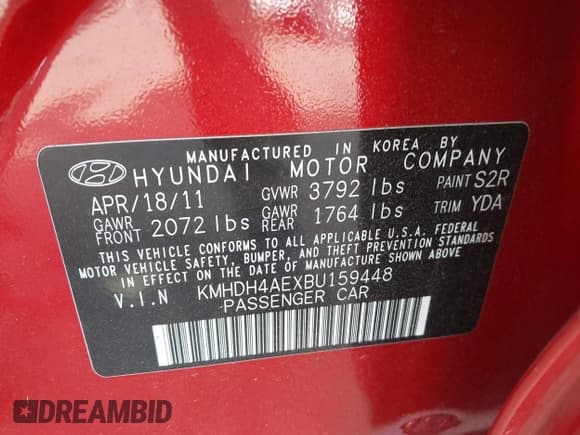 MANUFACTURED IN KOREA BY
HYUNDAI MOTOR COMPANY
APR/18/11 GVWR 3792 lbs PAINT S2R
GAWR FRONT 2072 lbs GAWR REAR 1764 lbs TRIM YDA
THIS VEHICLE CONFORMS TO ALL APPLICABLE U.S.A. FEDERAL
MOTOR VEHICLE SAFETY, BUMPER, AND THEFT PREVENTION STANDARDS
IN EFFECT ON THE DATE OF MANUFACTURE SHOWN ABOVE
V.I.N KMHDH4AEXBU159448
PASSENGER CAR
DREAMBID